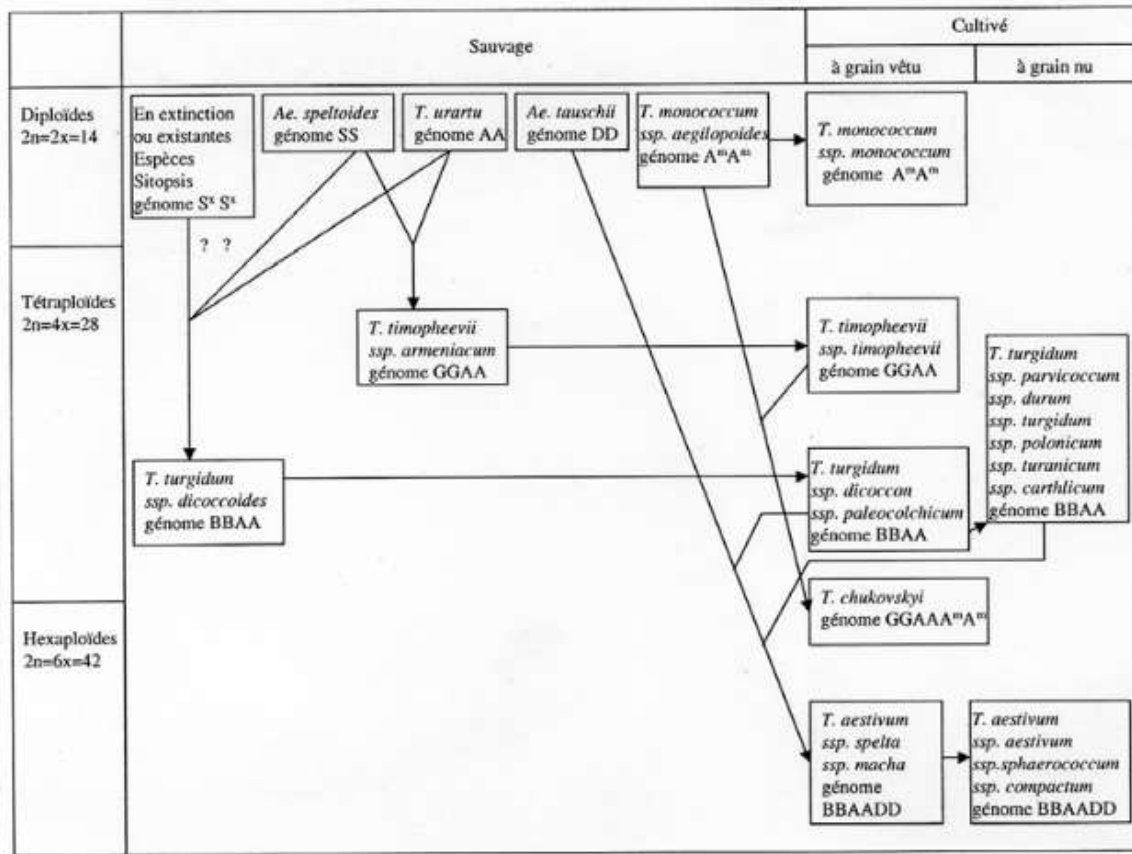 Sauvage
Cultivé
à grain vêtu
à grain nu
Diploïdes
2n=2x=14
En extinction
ou existantes
Espèces
Sitopsis
génome Sˣ Sˣ
Ae. speltoides
génome SS
T. urartu
génome AA
Ae. tauschii
génome DD
T. monococcum
ssp. aegilopoides
génome AᵐAᵐ
T. monococcum
ssp. monococcum
génome AᵐAᵐ
? ?
Tétraploïdes
2n=4x=28
T. timopheevii
ssp. armeniacum
génome GGAA
T. timopheevii
ssp. timopheevii
génome GGAA
T. turgidum
ssp. parvicoccum
ssp. durum
ssp. turgidum
ssp. polonicum
ssp. turanicum
ssp. carthlicum
génome BBAA
T. turgidum
ssp. dicoccoides
génome BBAA
T. turgidum
ssp. dicoccon
ssp. paleocolchicum
génome BBAA
Hexaploïdes
2n=6x=42
T. chukovskyi
génome GGAAAᵐAᵐ
T. aestivum
ssp. spelta
ssp. macha
génome
BBAADD
T. aestivum
ssp. aestivum
ssp.sphaerococcum
ssp. compactum
génome BBAADD